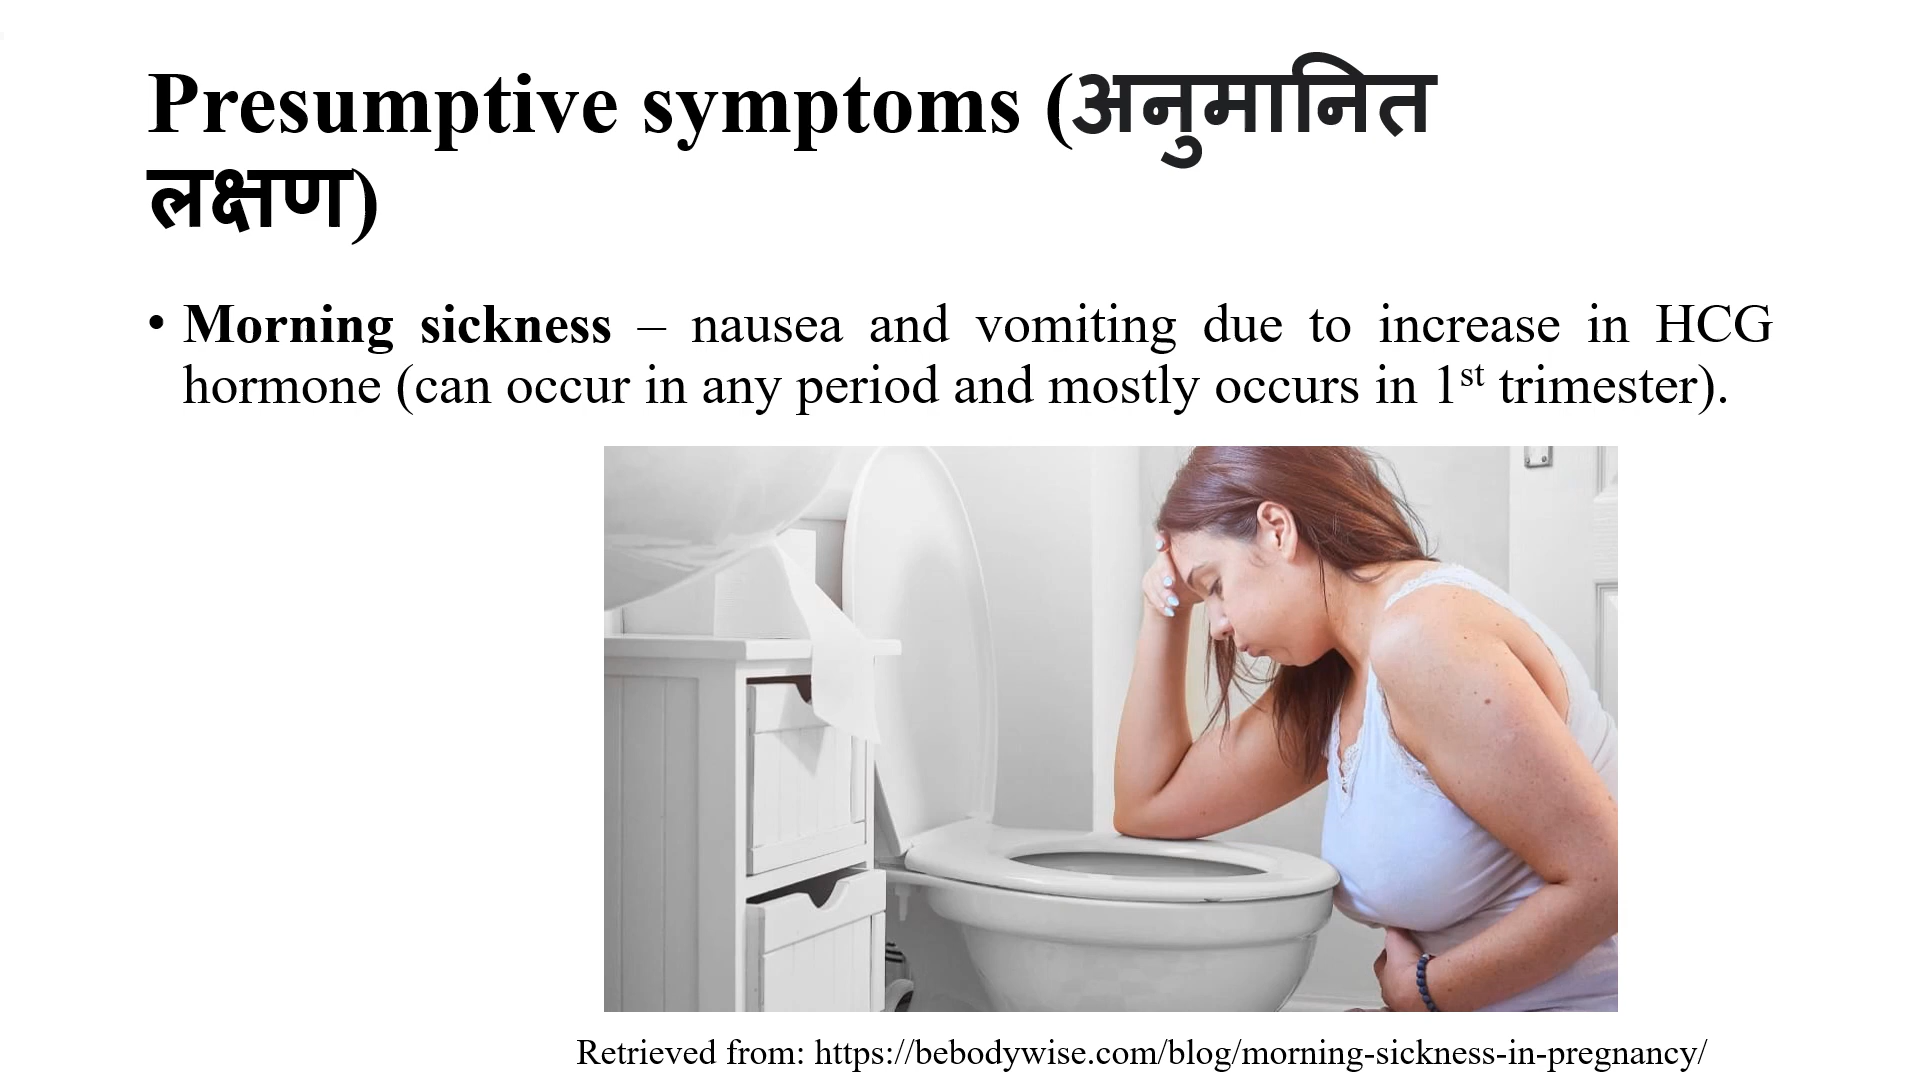 Presumptive symptoms (अनुमानित
लक्षण)
• Morning sickness – nausea and vomiting due to increase in HCG
hormone (can occur in any period and mostly occurs in 1st trimester).
Retrieved from: https://bebodywise.com/blog/morning-sickness-in-pregnancy/